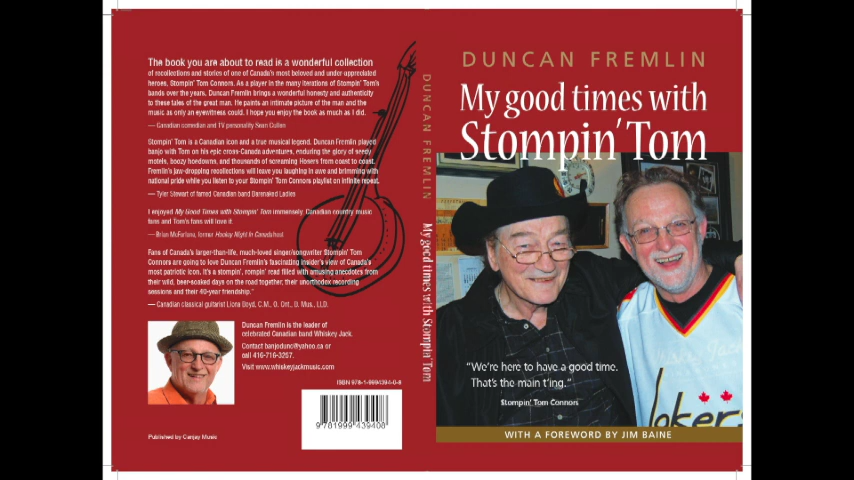 The book you are about to read is a wonderful collection
of recollections and stories of one of Canada's most beloved and under-appreciated
heroes, Stompin' Tom Connors. As a player in the many iterations of Stompin' Tom's
bands over the years, Duncan Fremlin brings a wonderful honesty and authenticity
to these tales of the great man. He paints an intimate picture of the man and the
music as only an eyewitness could. I hope you enjoy the book as much as I did.
— Canadian comedian and TV personality Sean Cullen
Stompin' Tom is a Canadian icon and a true musical legend. Duncan Fremlin played
banjo with Tom on his epic cross-Canada adventures, enduring the glory of seedy
motels, boozy hoedowns, and thousands of screaming Hosers from coast to coast.
Fremlin's jaw-dropping recollections will leave you laughing in awe and brimming with
national pride while you listen to your Stompin' Tom Connors playlist on infinite repeat.
— Tyler Stewart of famed Canadian band Barenaked Ladies
I enjoyed My Good Times with Stompin' Tom immensely. Canadian country music
fans and Tom's fans will love it.
— Brian McFarlane, former Hockey Night In Canada host
Fans of Canada's larger-than-life, much-loved singer/songwriter Stompin' Tom
Connors are going to love Duncan Fremlin's fascinating insider's view of Canada's
most patriotic icon. It's a stompin', rompin' read filled with amusing anecdotes from
their wild, beer-soaked days on the road together, their unorthodox recording
sessions and their 40-year friendship."
— Canadian classical guitarist Liona Boyd, C.M., O. Ont., D. Mus., LL.D.
Duncan Fremlin is the leader of
celebrated Canadian band Whiskey Jack.
Contact banjodunc@yahoo.ca or
call 416-716-3257.
Visit www.whiskeyjackmusic.com
ISBN 978-1-9994394-0-8
9 781999 439408
Published by Canjay Music
DUNCAN FREMLIN
My good times with Stompin' Tom
DUNCAN FREMLIN
My good times with
Stompin' Tom
"We're here to have a good time.
That's the main t'ing."
Stompin' Tom Connors
WITH A FOREWORD BY JIM BAINE